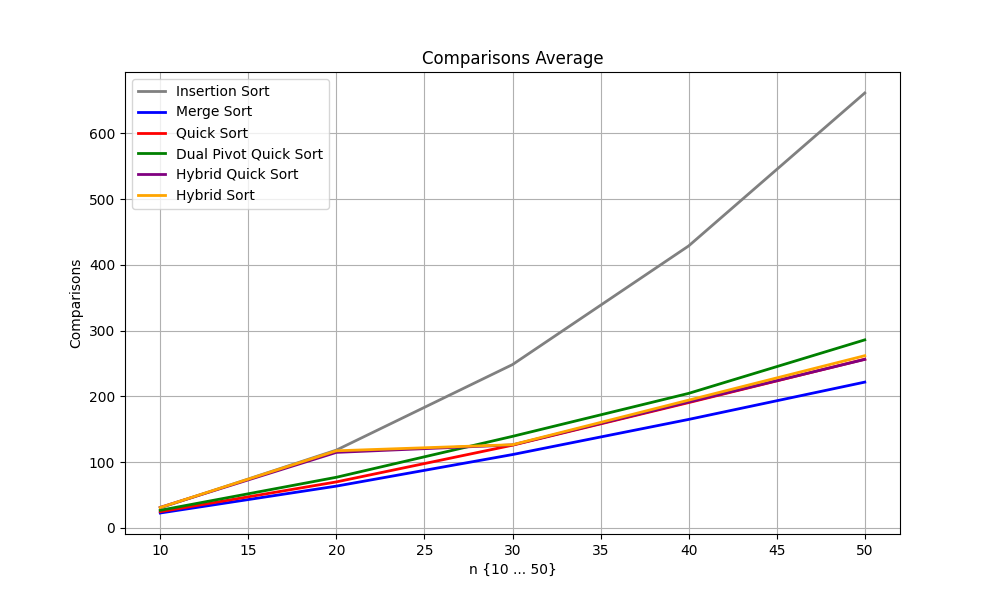 Comparisons Average
Insertion Sort
Merge Sort
Quick Sort
Dual Pivot Quick Sort
Hybrid Quick Sort
Hybrid Sort
Comparisons
600
500
400
300
200
100
0
10 15 20 25 30 35 40 45 50
n {10 ... 50}